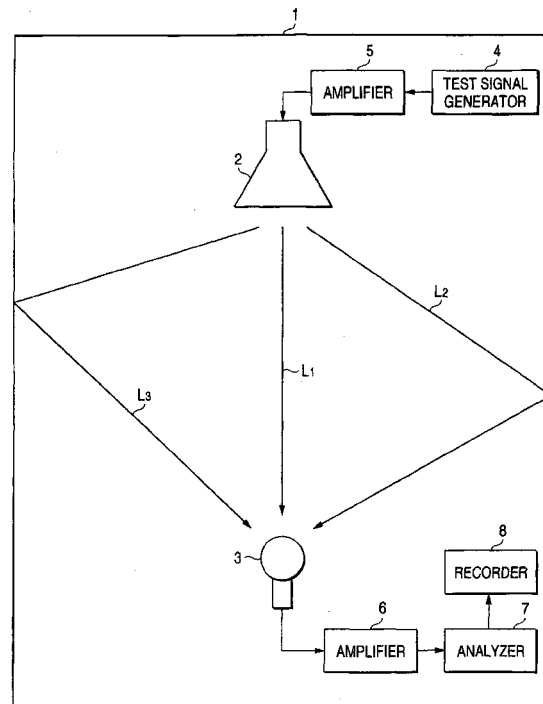 1
5
4
AMPLIFIER
TEST SIGNAL
GENERATOR
2
L2
L1
L3
3
8
RECORDER
6
7
AMPLIFIER
ANALYZER